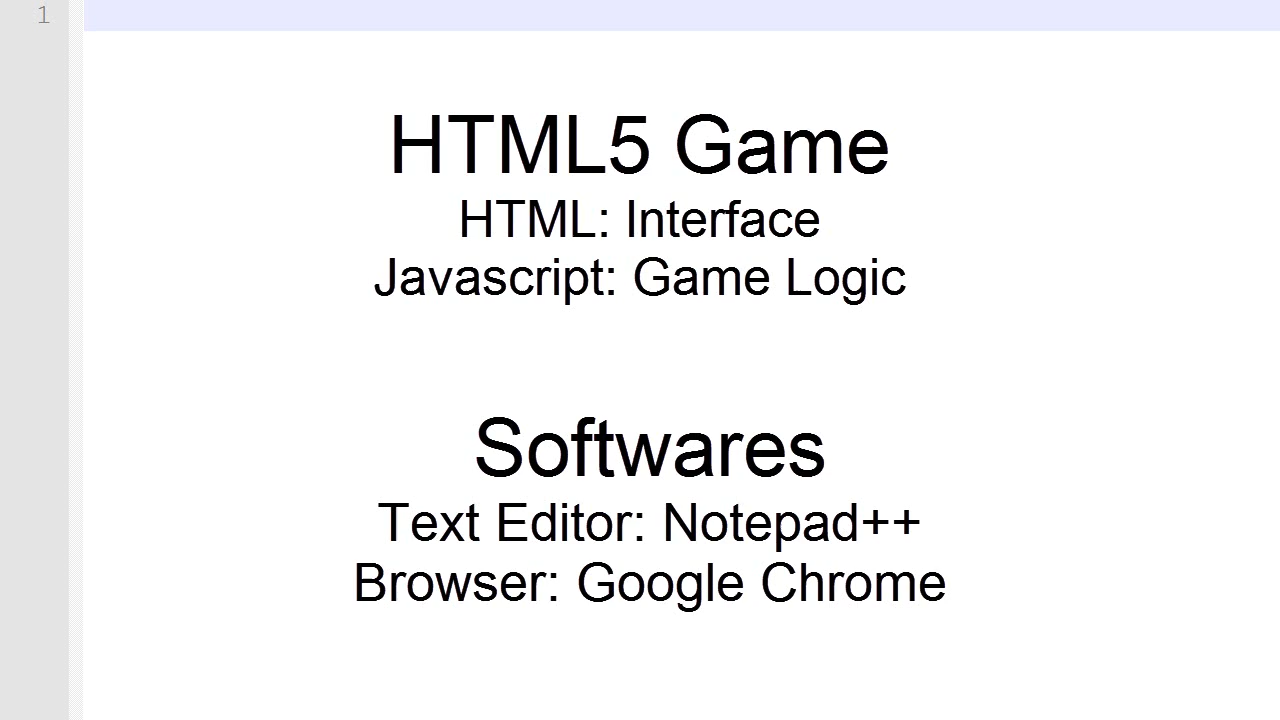 1
HTML5 Game
HTML: Interface
Javascript: Game Logic
Softwares
Text Editor: Notepad++
Browser: Google Chrome